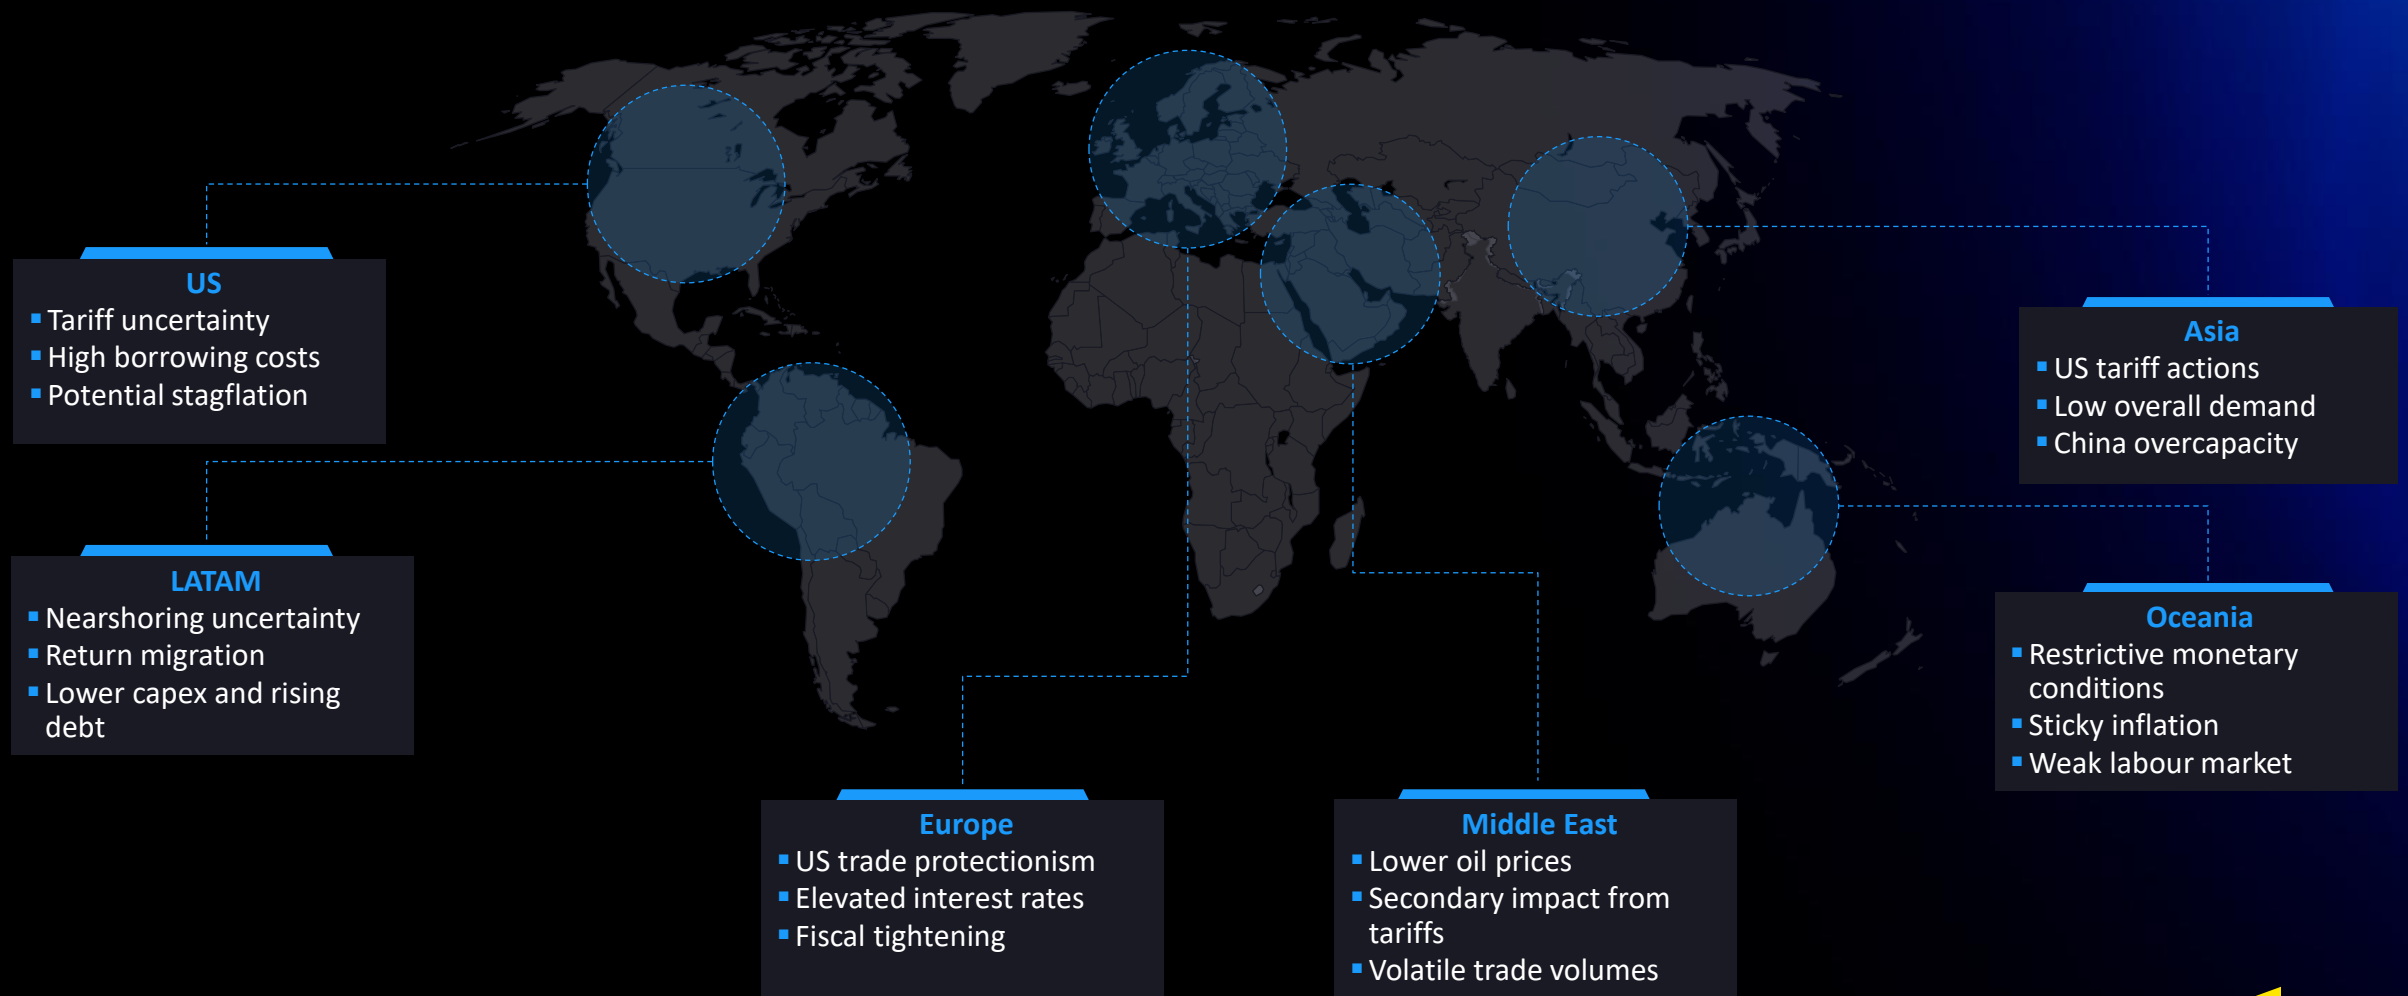 US
Tariff uncertainty
High borrowing costs
Potential stagflation
LATAM
Nearshoring uncertainty
Return migration
Lower capex and rising
debt
Europe
US trade protectionism
Elevated interest rates
Fiscal tightening
Middle East
Lower oil prices
Secondary impact from
tariffs
Volatile trade volumes
Asia
US tariff actions
Low overall demand
China overcapacity
Oceania
Restrictive monetary
conditions
Sticky inflation
Weak labour market